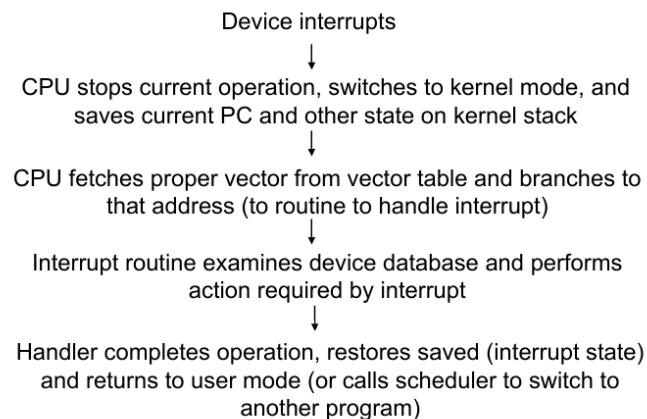 Device interrupts
CPU stops current operation, switches to kernel mode, and
saves current PC and other state on kernel stack
CPU fetches proper vector from vector table and branches to
that address (to routine to handle interrupt)
Interrupt routine examines device database and performs
action required by interrupt
Handler completes operation, restores saved (interrupt state)
and returns to user mode (or calls scheduler to switch to
another program)